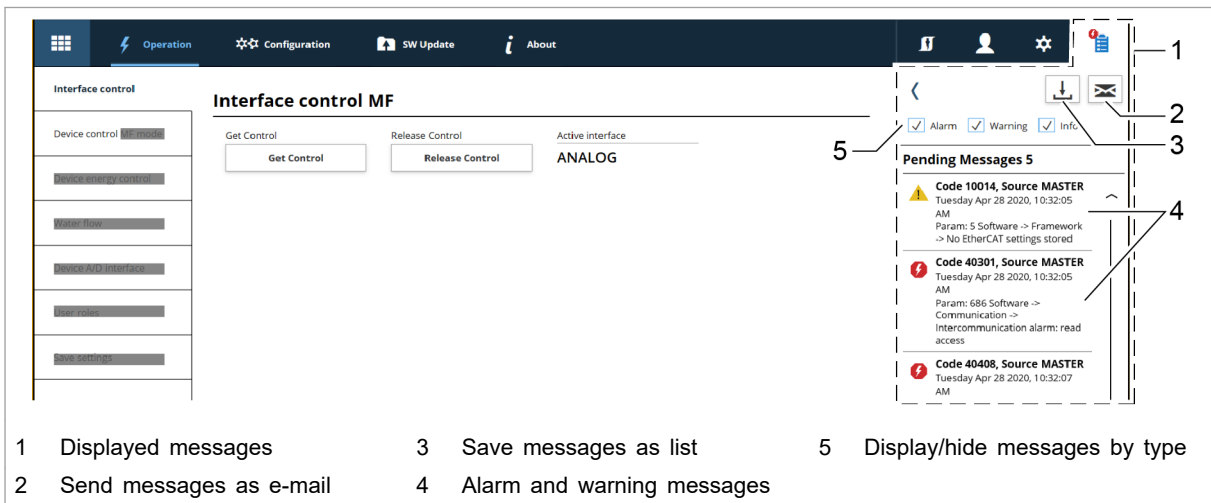 Operation
Configuration
SW Update
i About
1
Interface control
Device control MF mode
Device energy control
Water flow
Device A/D interface
User roles
Save settings
Interface control MF
Get Control
Release Control
Active interface
Get Control
Release Control
ANALOG
2
5
Alarm Warning Info
3
Pending Messages 5
Code 10014, Source MASTER
Tuesday Apr 28 2020, 10:32:05
AM
Param: 5 Software -> Framework
-> No EtherCAT settings stored
4
Code 40301, Source MASTER
Tuesday Apr 28 2020, 10:32:05
AM
Param: 686 Software ->
Communication ->
Intercommunication alarm: read
access
Code 40408, Source MASTER
Tuesday Apr 28 2020, 10:32:07
AM
1 Displayed messages
2 Send messages as e-mail
3 Save messages as list
4 Alarm and warning messages
5 Display/hide messages by type